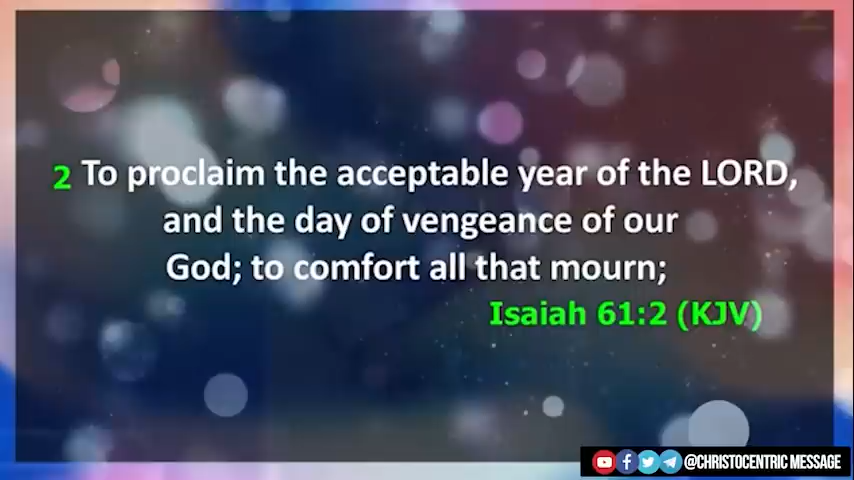 2 To proclaim the acceptable year of the LORD,
and the day of vengeance of our
God; to comfort all that mourn;
Isaiah 61:2 (KJV)
@CHRISTOCENTRIC MESSAGE